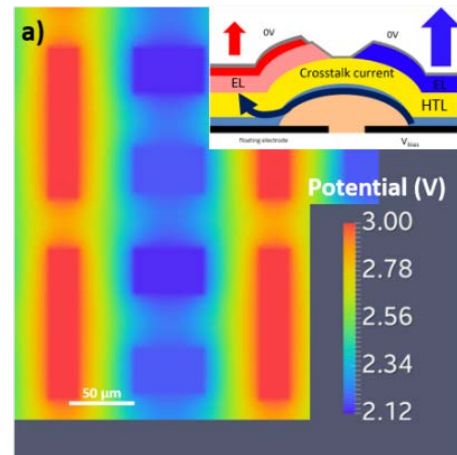 a)
0V
0V
EL
Crosstalk current
EL
HTL
floating electrode
Vbias
Potential (V)
3.00
2.78
2.56
2.34
2.12
50 µm